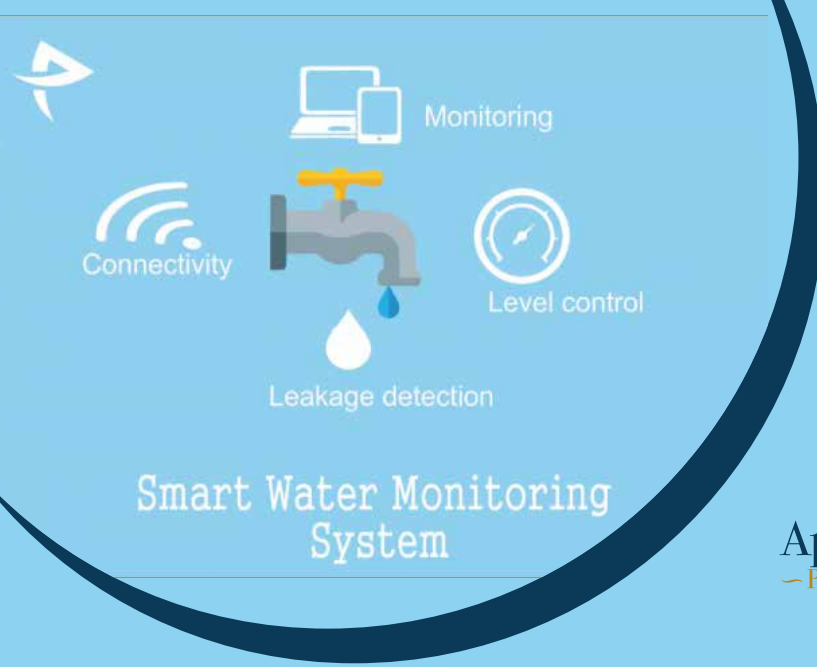 Monitoring
Connectivity
Level control
Leakage detection
Smart Water Monitoring
System